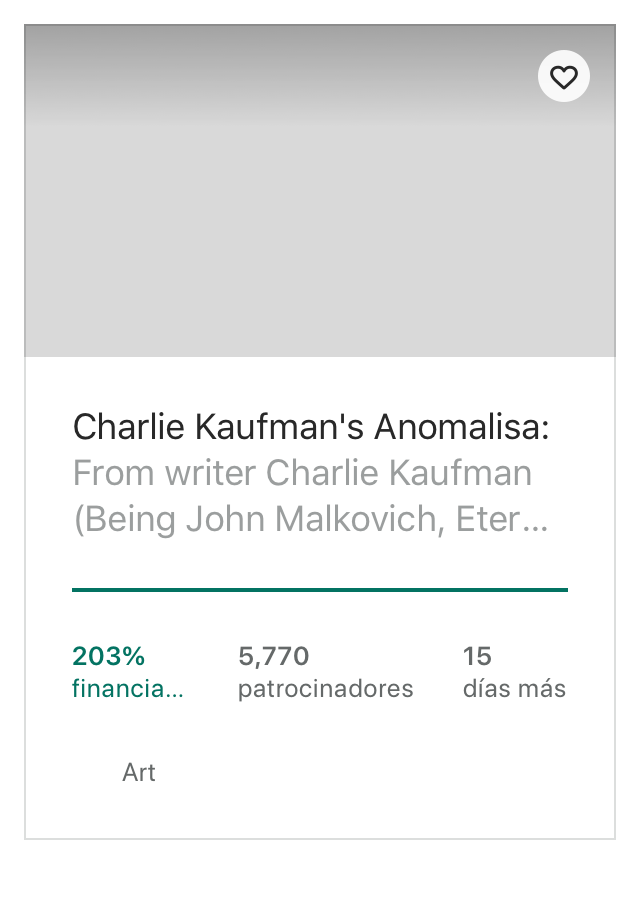 Charlie Kaufman's Anomalisa:
From writer Charlie Kaufman
(Being John Malkovich, Eter...
203%
financia...
5,770
patrocinadores
15
días más
Art